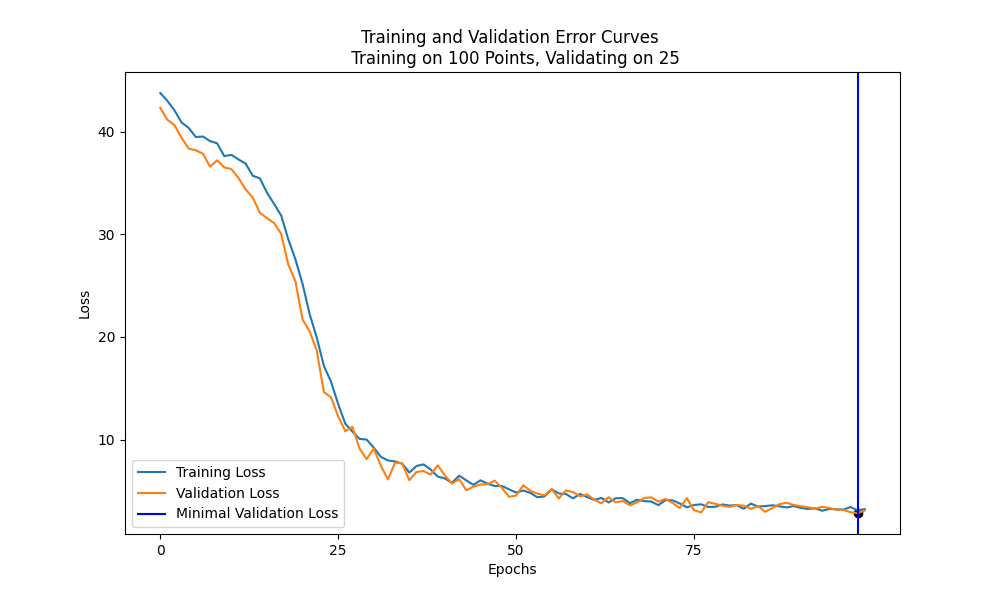 Training and Validation Error Curves
Training on 100 Points, Validating on 25
Loss
40
30
20
10
Training Loss
Validation Loss
Minimal Validation Loss
0
25
50
75
Epochs